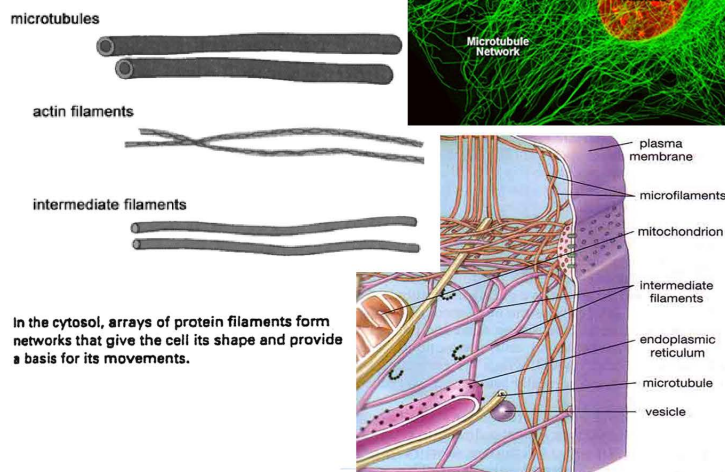 microtubules
Microtubule
Network
actin filaments
plasma
membrane
microfilaments
intermediate filaments
mitochondrion
intermediate
filaments
In the cytosol, arrays of protein filaments form
networks that give the cell its shape and provide
a basis for its movements.
endoplasmic
reticulum
microtubule
vesicle